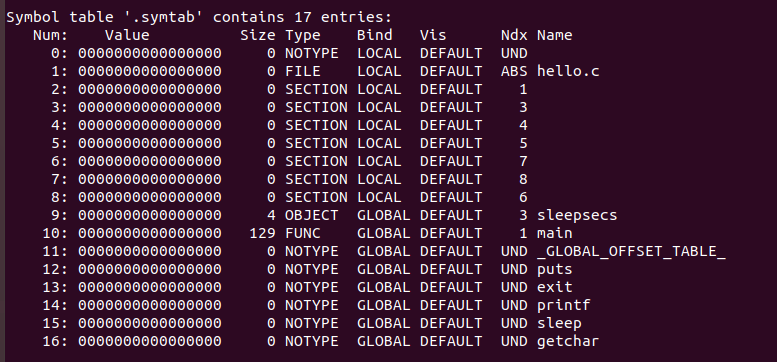 Symbol table '.symtab' contains 17 entries:
   Num:    Value          Size Type    Bind   Vis      Ndx Name
     0: 0000000000000000     0 NOTYPE  LOCAL  DEFAULT  UND
     1: 0000000000000000     0 FILE    LOCAL  DEFAULT  ABS hello.c
     2: 0000000000000000     0 SECTION LOCAL  DEFAULT    1
     3: 0000000000000000     0 SECTION LOCAL  DEFAULT    3
     4: 0000000000000000     0 SECTION LOCAL  DEFAULT    4
     5: 0000000000000000     0 SECTION LOCAL  DEFAULT    5
     6: 0000000000000000     0 SECTION LOCAL  DEFAULT    7
     7: 0000000000000000     0 SECTION LOCAL  DEFAULT    8
     8: 0000000000000000     0 SECTION LOCAL  DEFAULT    6
     9: 0000000000000000     4 OBJECT  GLOBAL DEFAULT    3 sleepsecs
    10: 0000000000000000   129 FUNC    GLOBAL DEFAULT    1 main
    11: 0000000000000000     0 NOTYPE  GLOBAL DEFAULT  UND _GLOBAL_OFFSET_TABLE_
    12: 0000000000000000     0 NOTYPE  GLOBAL DEFAULT  UND puts
    13: 0000000000000000     0 NOTYPE  GLOBAL DEFAULT  UND exit
    14: 0000000000000000     0 NOTYPE  GLOBAL DEFAULT  UND printf
    15: 0000000000000000     0 NOTYPE  GLOBAL DEFAULT  UND sleep
    16: 0000000000000000     0 NOTYPE  GLOBAL DEFAULT  UND getchar